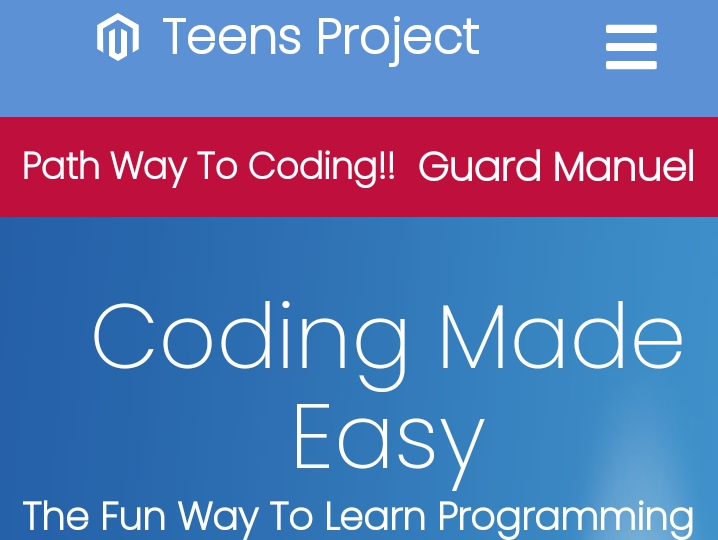 Teens Project
Path Way To Coding!! Guard Manuel
Coding Made
Easy
The Fun Way To Learn Programming